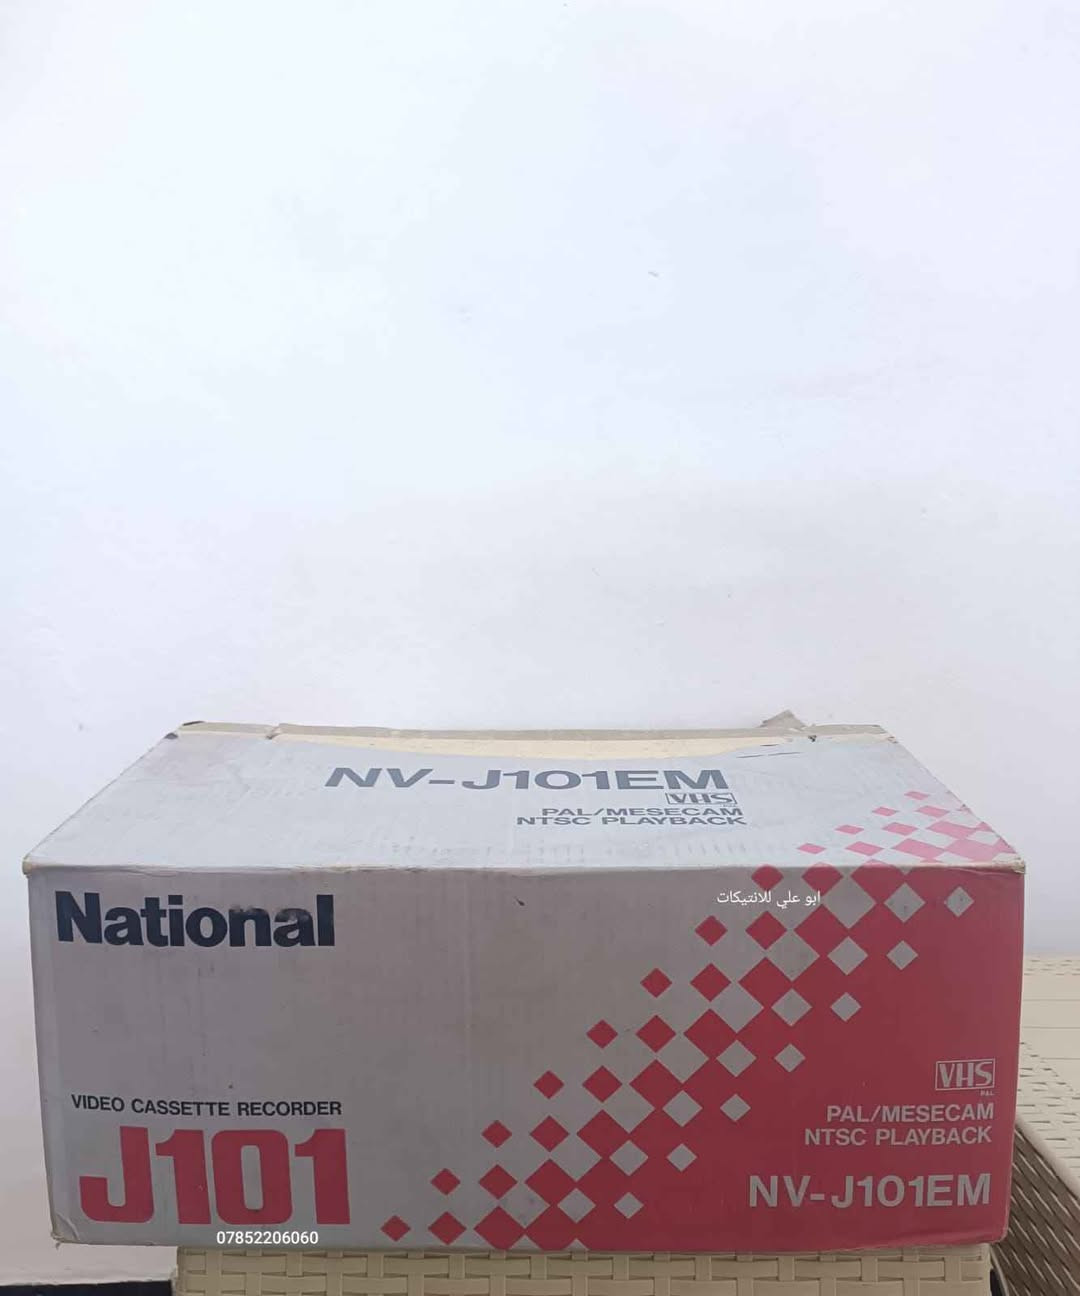 NV-J101EM
VHS
PAL/MESECAM
NTSC PLAYBACK
National
ابو علي للانتيكات
VIDEO CASSETTE RECORDER
J101
07852206060
VHS
PAL
PAL/MESECAM
NTSC PLAYBACK
NV-J101EM